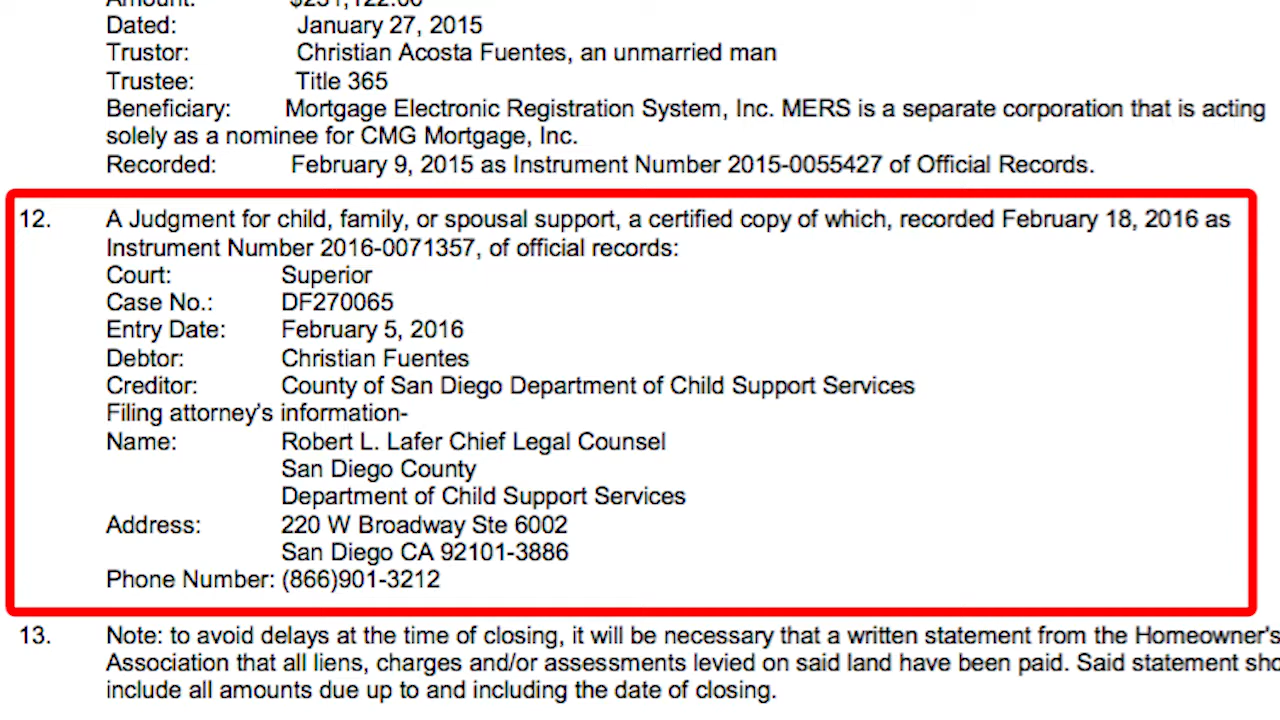 Dated: January 27, 2015
Trustor: Christian Acosta Fuentes, an unmarried man
Trustee: Title 365
Beneficiary: Mortgage Electronic Registration System, Inc. MERS is a separate corporation that is acting
solely as a nominee for CMG Mortgage, Inc.
Recorded: February 9, 2015 as Instrument Number 2015-0055427 of Official Records.
12. A Judgment for child, family, or spousal support, a certified copy of which, recorded February 18, 2016 as
Instrument Number 2016-0071357, of official records:
Court: Superior
Case No.: DF270065
Entry Date: February 5, 2016
Debtor: Christian Fuentes
Creditor: County of San Diego Department of Child Support Services
Filing attorney's information-
Name: Robert L. Lafer Chief Legal Counsel
San Diego County
Department of Child Support Services
Address: 220 W Broadway Ste 6002
San Diego CA 92101-3886
Phone Number: (866)901-3212
13. Note: to avoid delays at the time of closing, it will be necessary that a written statement from the Homeowner's
Association that all liens, charges and/or assessments levied on said land have been paid. Said statement
include all amounts due up to and including the date of closing.